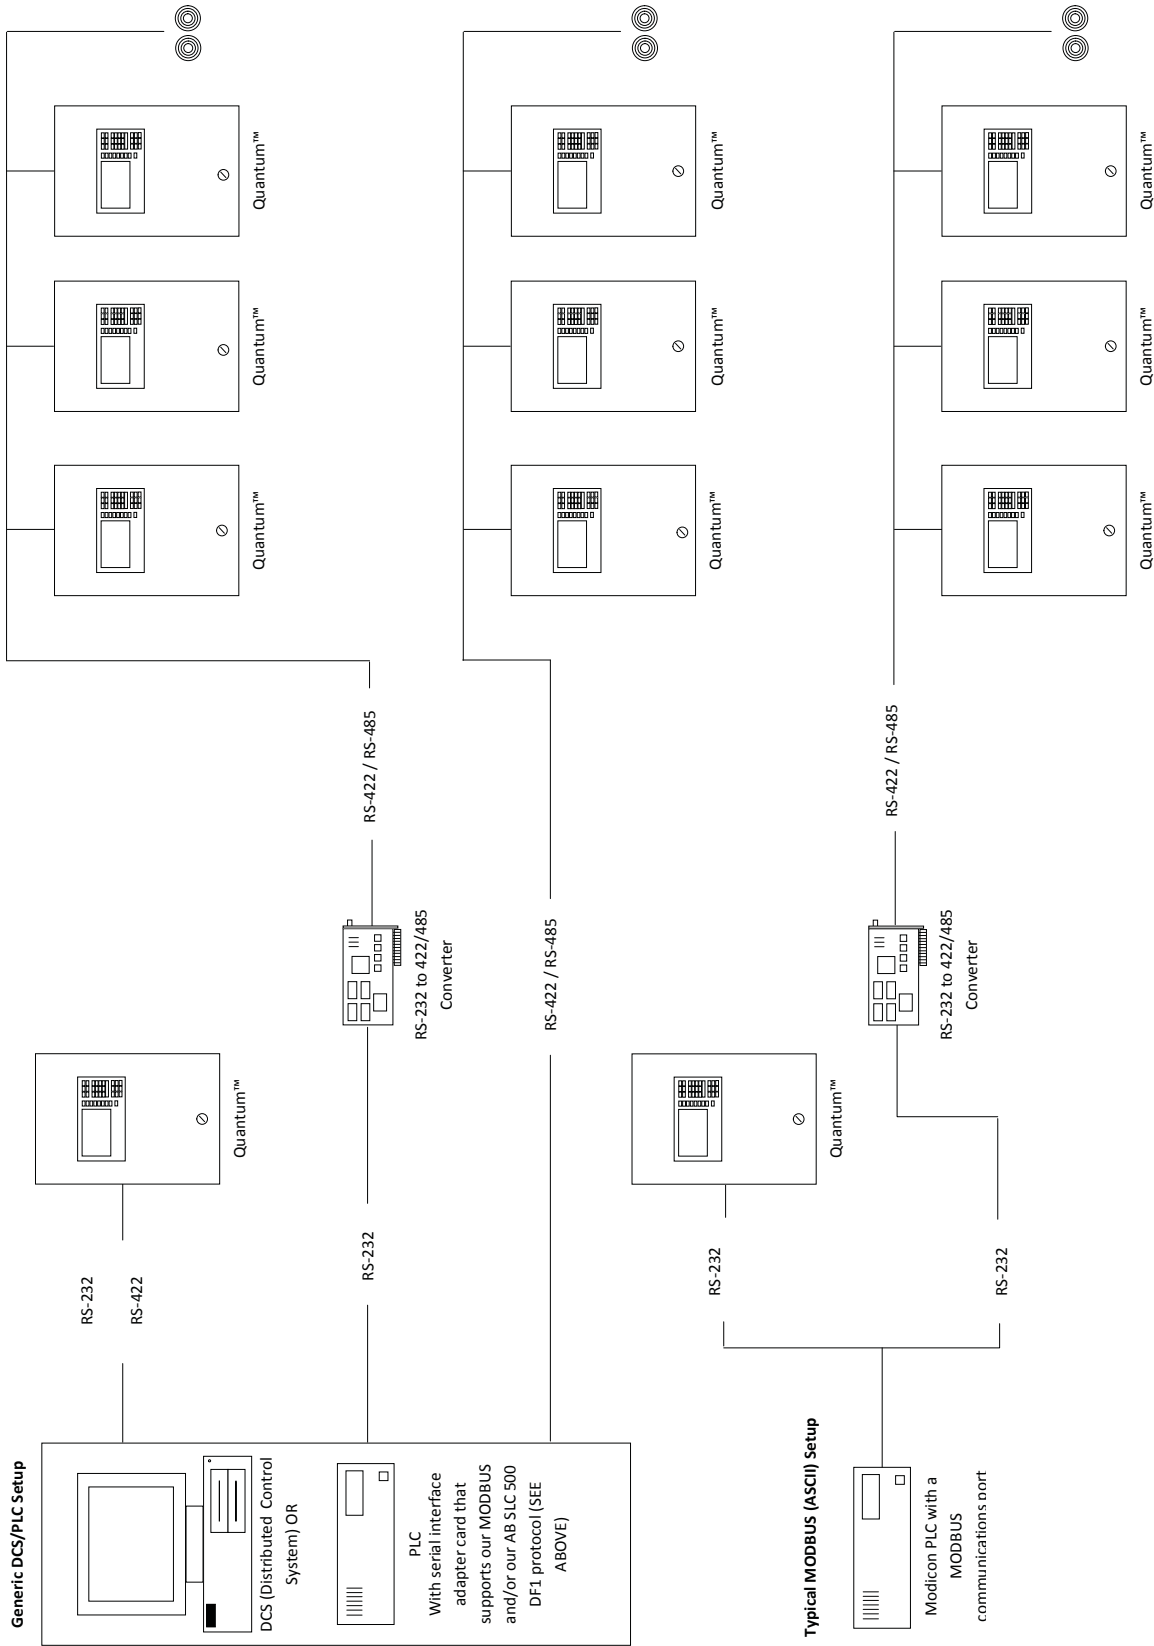 Generic DCS/PLC Setup
DCS (Distributed Control
System) OR
PLC
With serial interface
adapter card that
supports our MODBUS
and/or our AB SLC 500
DF1 protocol (SEE
ABOVE)
RS-232
RS-422
Quantum™
RS-232
RS-232 to 422/485
Converter
RS-422 / RS-485
Quantum™
Quantum™
Quantum™
RS-422 / RS-485
Quantum™
Quantum™
Quantum™
Typical MODBUS (ASCII) Setup
Modicon PLC with a
MODBUS
communications port
RS-232
Quantum™
RS-232
RS-232 to 422/485
Converter
RS-422 / RS-485
Quantum™
Quantum™
Quantum™